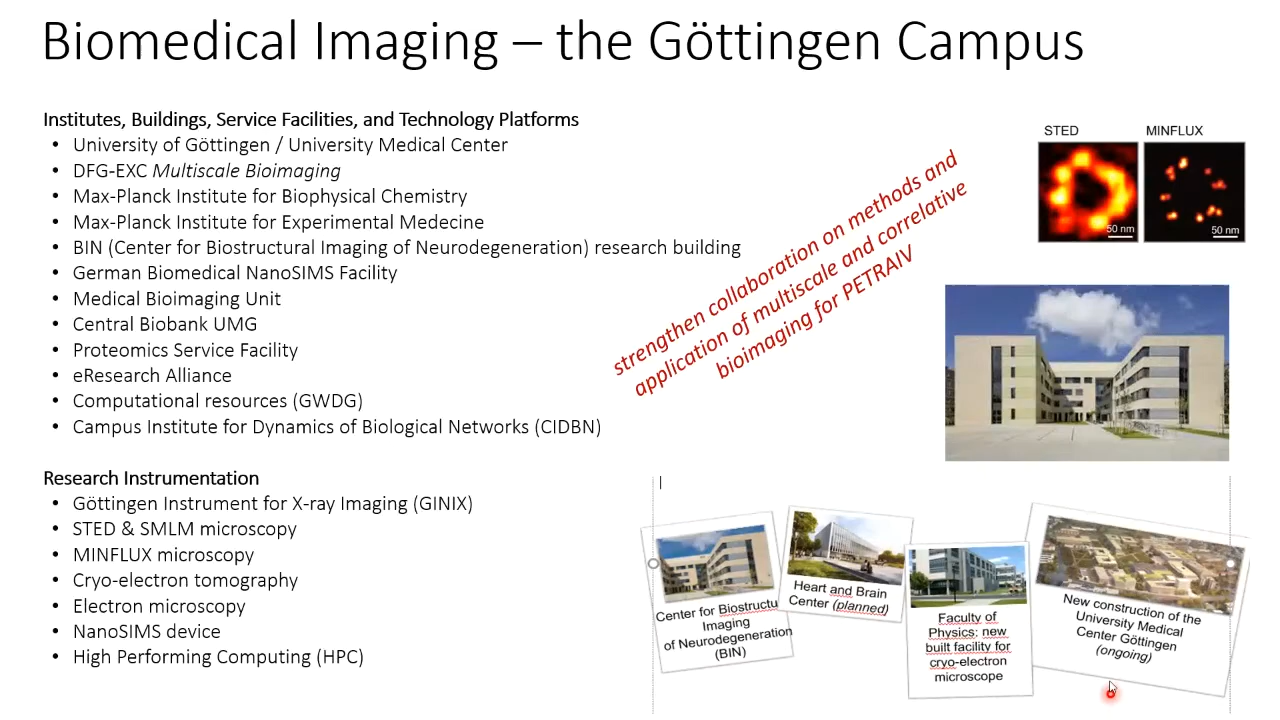 Biomedical Imaging – the Göttingen Campus
Institutes, Buildings, Service Facilities, and Technology Platforms
• University of Göttingen / University Medical Center
• DFG-EXC Multiscale Bioimaging
• Max-Planck Institute for Biophysical Chemistry
• Max-Planck Institute for Experimental Medecine
• BIN (Center for Biostructural Imaging of Neurodegeneration) research building
• German Biomedical NanoSIMS Facility
• Medical Bioimaging Unit
• Central Biobank UMG
• Proteomics Service Facility
• eResearch Alliance
• Computational resources (GWDG)
• Campus Institute for Dynamics of Biological Networks (CIDBN)
Research Instrumentation
• Göttingen Instrument for X-ray Imaging (GINIX)
• STED & SMLM microscopy
• MINFLUX microscopy
• Cryo-electron tomography
• Electron microscopy
• NanoSIMS device
• High Performing Computing (HPC)
strengthen collaboration on methods and
application of multiscale and correlative
bioimaging for PETRAIV
STED
MINFLUX
50 nm
50 nm
Center for Biostructu
Imaging
of Neurodegeneration
(BIN)
Heart and Brain
Center (planned)
Faculty of
Physics: new
built facility for
cryo-electron
microscope
New construction of the
University Medical
Center Göttingen
(ongoing)